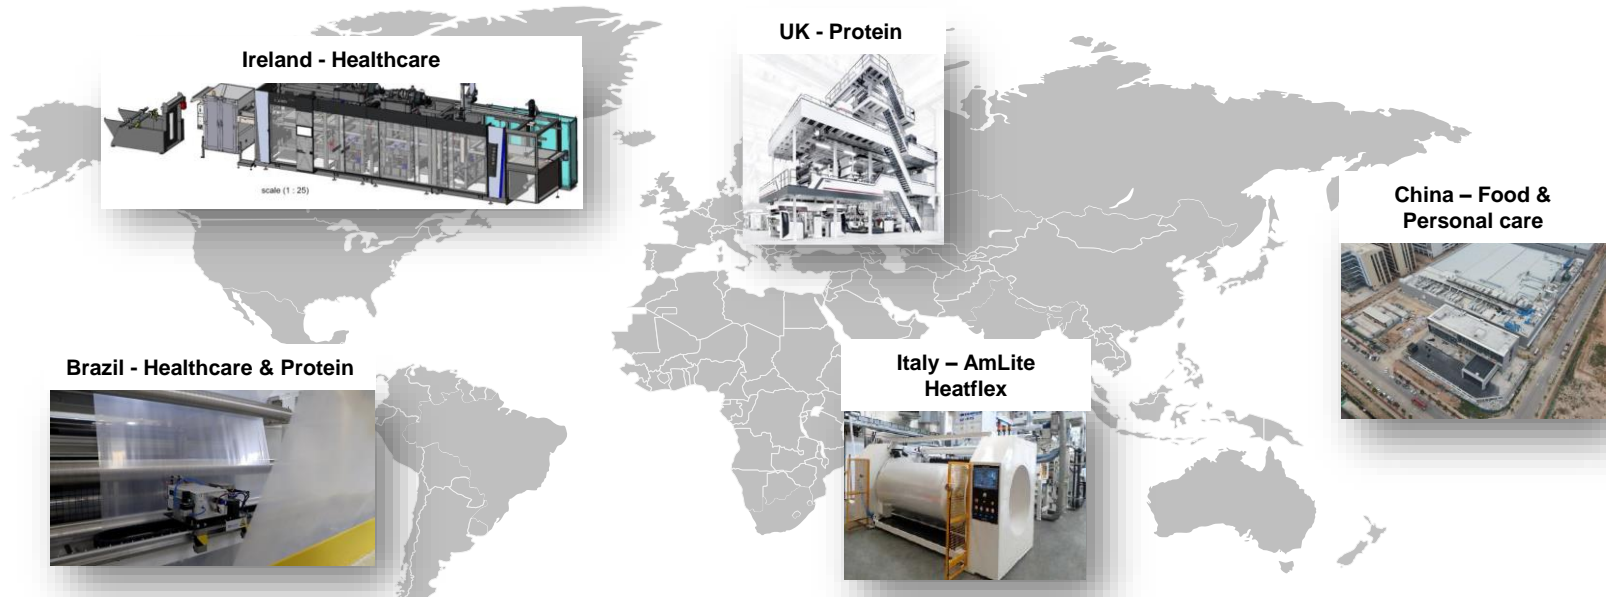 UK - Protein
Ireland - Healthcare
scale (1 : 25)
China – Food &
Personal care
Brazil - Healthcare & Protein
Italy – AmLite
Heatflex